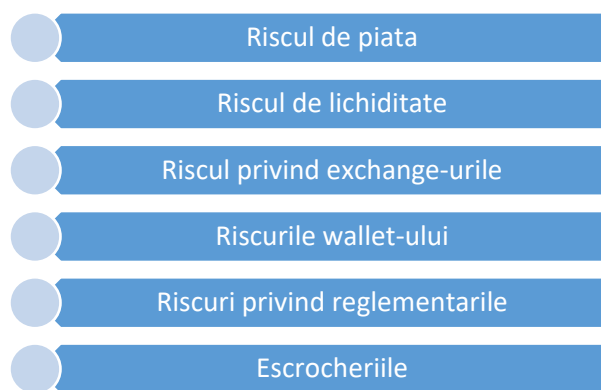 Riscul de piata
Riscul de lichiditate
Riscul privind exchange-urile
Riscurile wallet-ului
Riscuri privind reglementarile
Escrocheriile